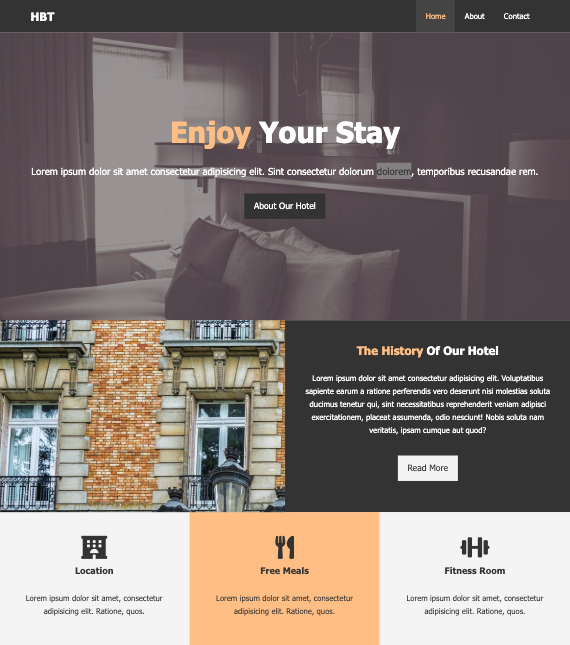 HBT
Home About Contact
Enjoy Your Stay
Lorem ipsum dolor sit amet consectetur adipisicing elit. Sint consectetur dolorum dolorem, temporibus recusandae rem.
About Our Hotel
The History Of Our Hotel
Lorem ipsum dolor sit amet consectetur adipisicing elit. Voluptatibus
sapiente earum a ratione perferendis vero deserunt nisi molestias soluta
ducimus tenetur qui, sint necessitatibus reprehenderit veniam adipisci
exercitationem, placeat assumenda, odio nesciunt! Nobis soluta nam
veritatis, ipsam cumque aut quod?
Read More
Location
Lorem ipsum dolor sit amet, consectetur
adipisicing elit. Ratione, quos.
Free Meals
Lorem ipsum dolor sit amet, consectetur
adipisicing elit. Ratione, quos.
Fitness Room
Lorem ipsum dolor sit amet, consectetur
adipisicing elit. Ratione, quos.